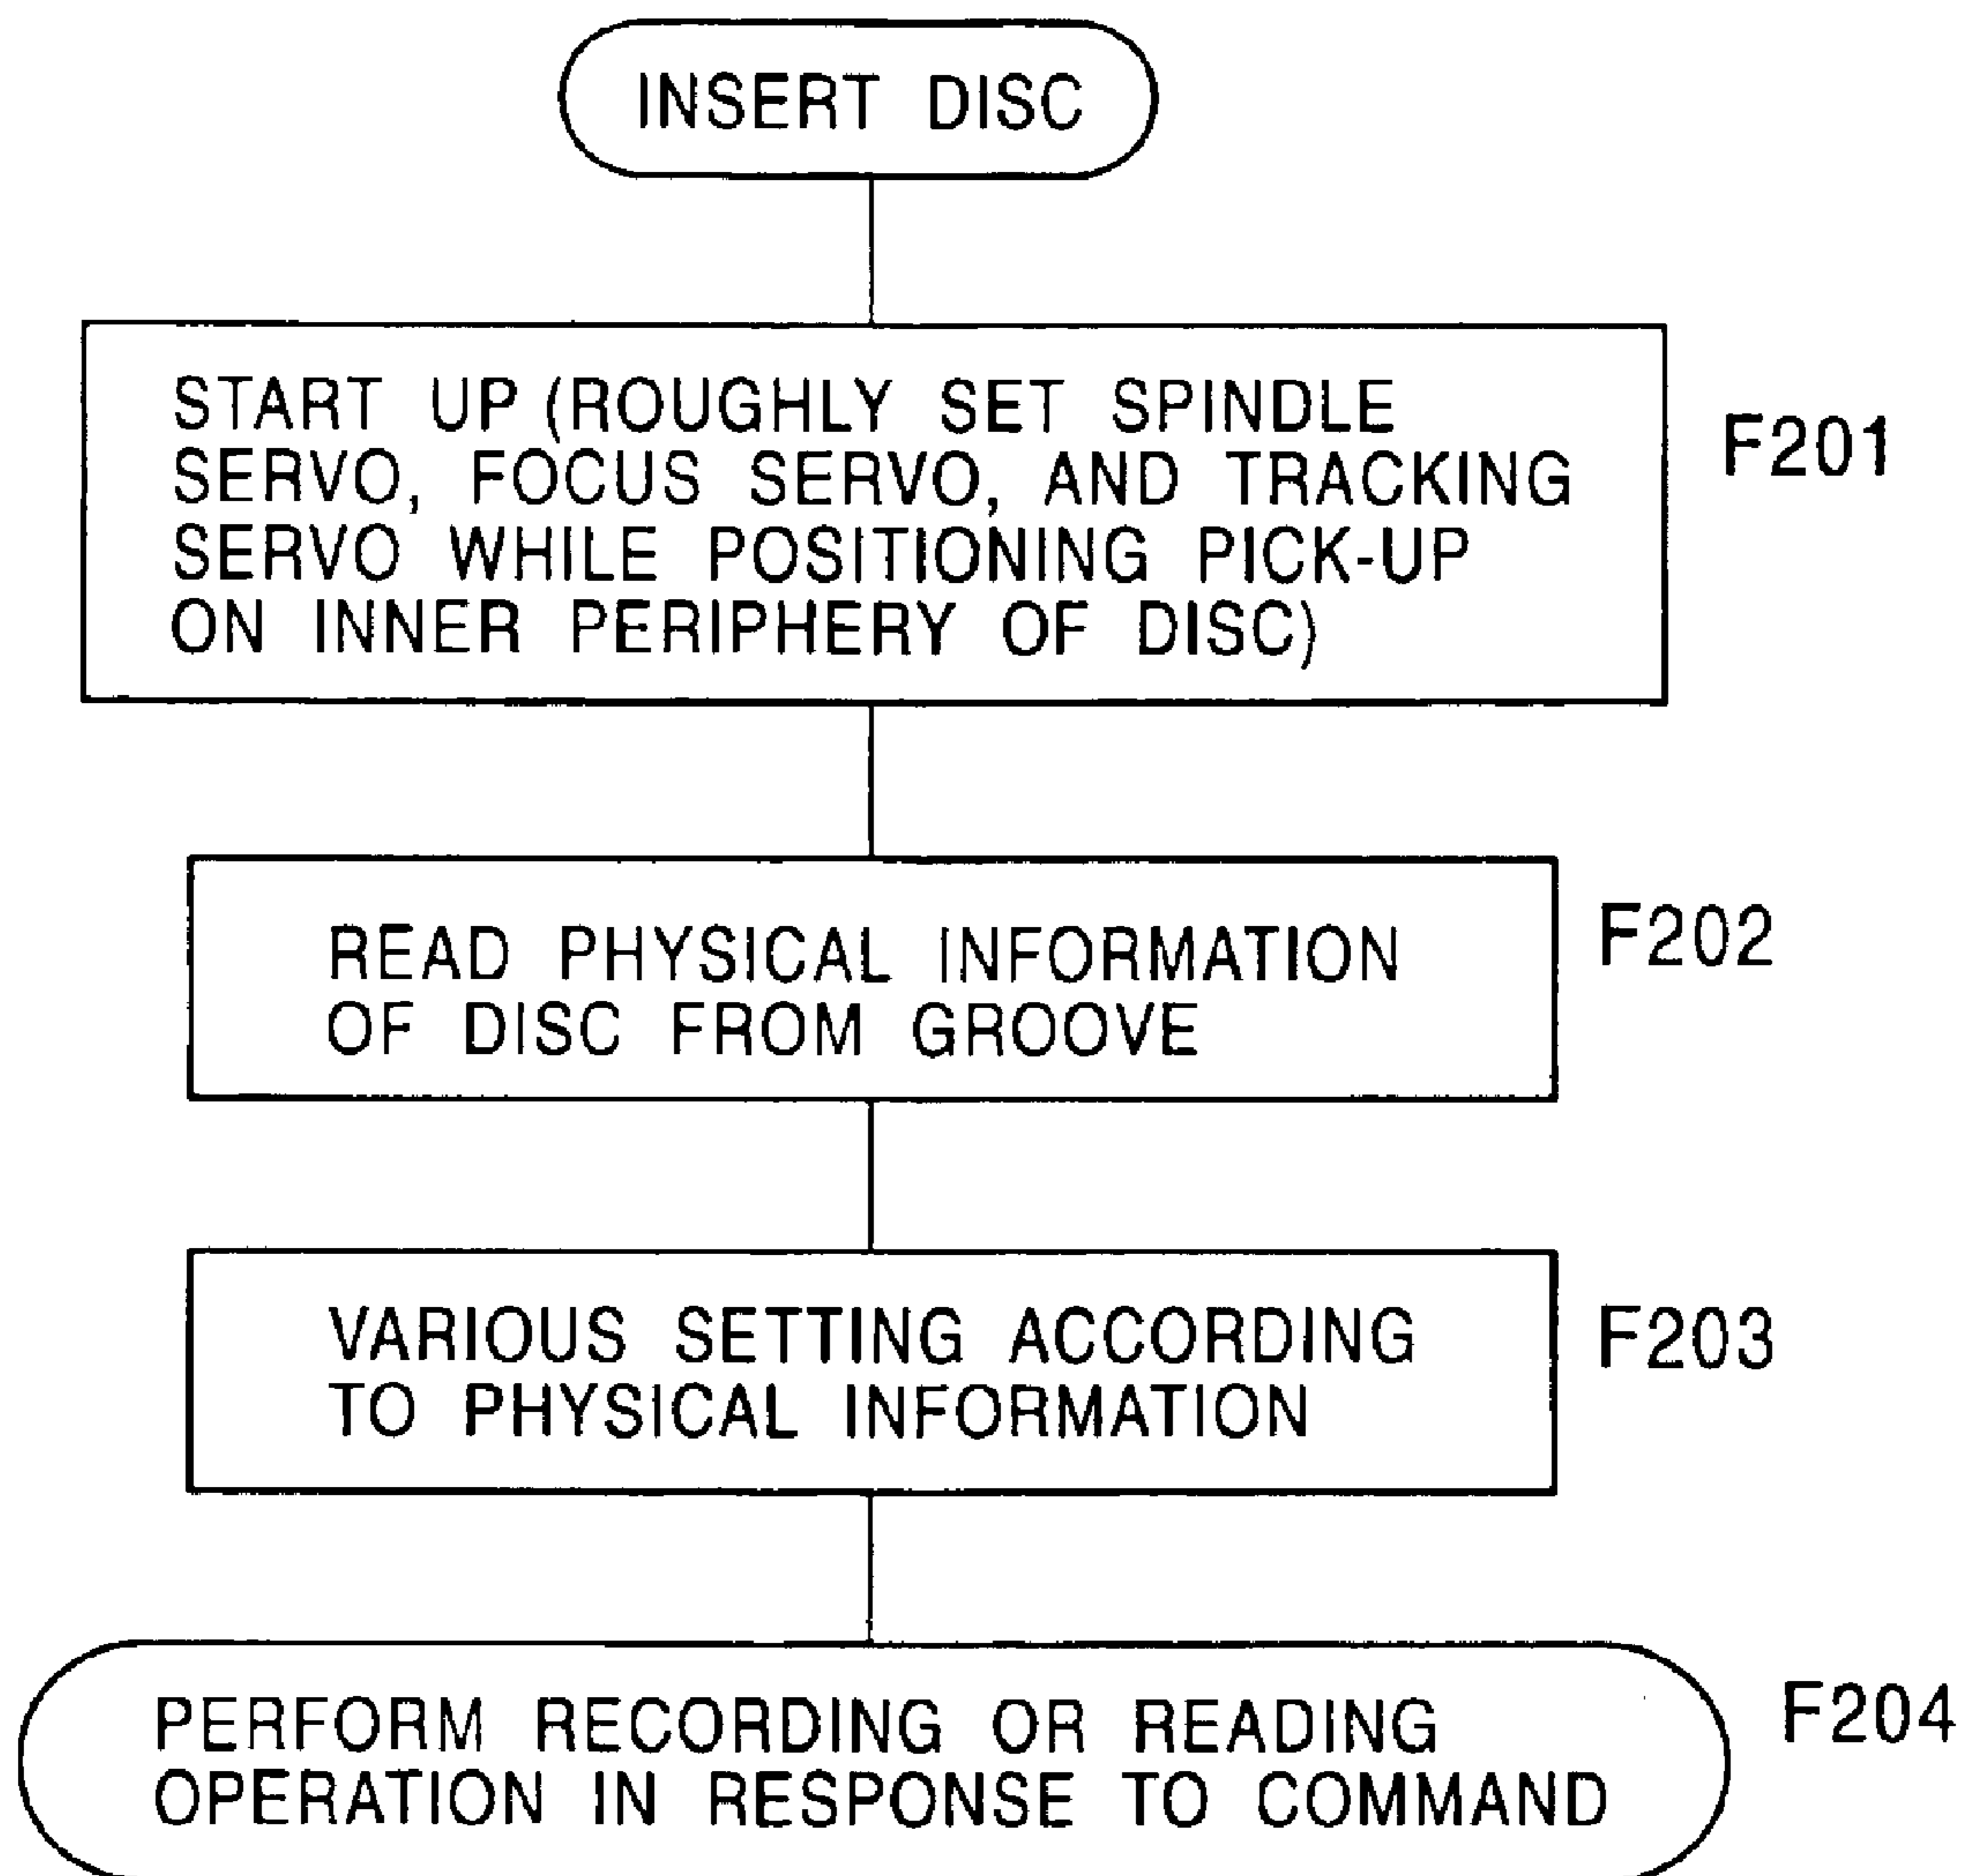 INSERT DISC
START UP (ROUGHLY SET SPINDLE
SERVO, FOCUS SERVO, AND TRACKING
SERVO WHILE POSITIONING PICK-UP
ON INNER PERIPHERY OF DISC)
F201
READ PHYSICAL INFORMATION
OF DISC FROM GROOVE
F202
VARIOUS SETTING ACCORDING
TO PHYSICAL INFORMATION
F203
PERFORM RECORDING OR READING
OPERATION IN RESPONSE TO COMMAND
F204